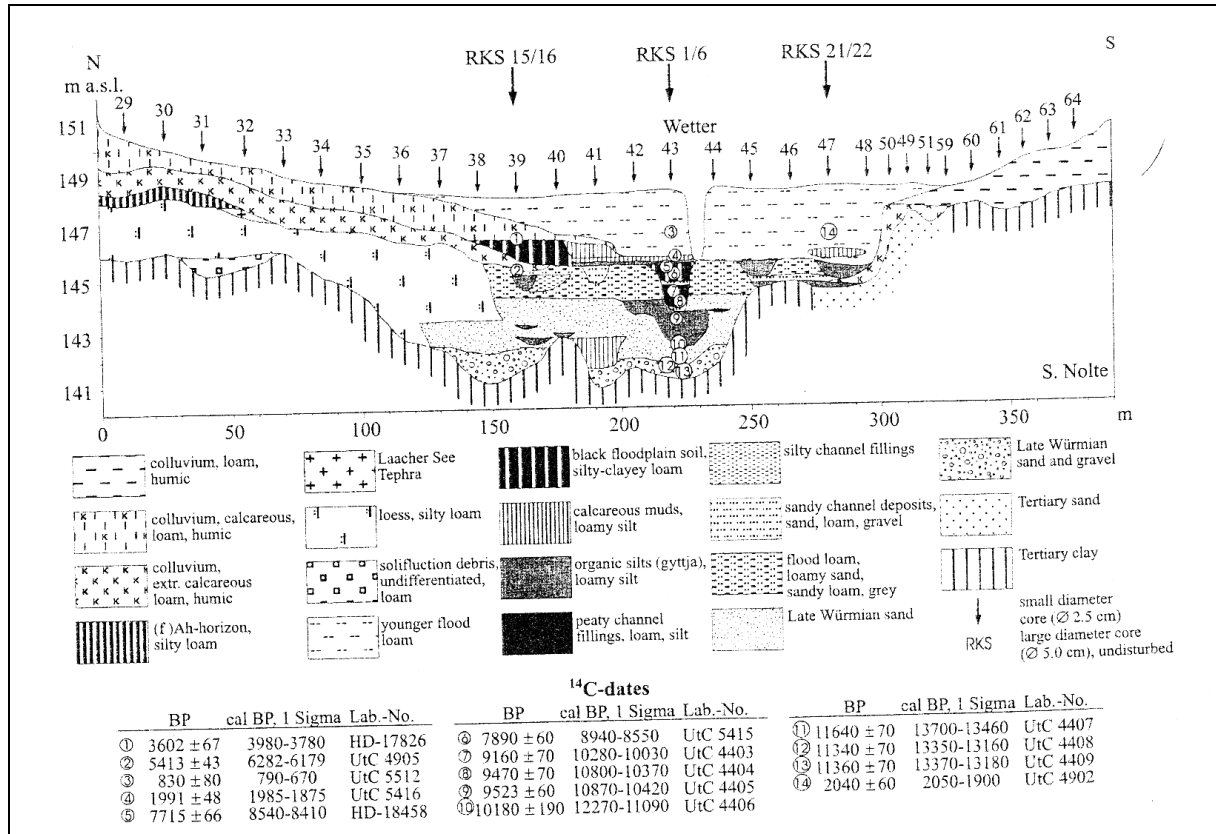 RKS 15/16 RKS 1/6 RKS 21/22
N S
m a.s.l.
Wetter
29 30 31 32 33 34 35 36 37 38 39 40 41 42 43 44 45 46 47 48 50 49 51 59 60 61 62 63 64
151
149
147
145
143
141
① ② ③ ④ ⑤ ⑥ ⑦ ⑧ ⑨ ⑩ ⑪ ⑫ ⑬ ⑭
S. Nolte
0 50 100 150 200 250 300 350 m
colluvium, loam,
humic
colluvium, calcareous,
loam, humic
colluvium,
extr. calcareous
loam, humic
(f)Ah-horizon,
silty loam
Laacher See
Tephra
loess, silty loam
solifluction debris,
undifferentiated,
loam
younger flood
loam
black floodplain soil,
silty-clayey loam
calcareous muds,
loamy silt
organic silts (gyttja),
loamy silt
peaty channel
fillings, loam, silt
silty channel fillings
sandy channel deposits,
sand, loam, gravel
flood loam,
loamy sand,
sandy loam, grey
Late Würmian sand
Late Würmian
sand and gravel
Tertiary sand
Tertiary clay
small diameter
core (Ø 2.5 cm)
RKS large diameter core
(Ø 5.0 cm), undisturbed
¹⁴C-dates
BP cal BP, 1 Sigma Lab.-No.
① 3602 ±67 3980-3780 HD-17826
② 5413 ±43 6282-6179 UtC 4905
③ 830 ±80 790-670 UtC 5512
④ 1991 ±48 1985-1875 UtC 5416
⑤ 7715 ±66 8540-8410 HD-18458
BP cal BP, 1 Sigma Lab.-No.
⑥ 7890 ±60 8940-8550 UtC 5415
⑦ 9160 ±70 10280-10030 UtC 4403
⑧ 9470 ±70 10800-10370 UtC 4404
⑨ 9523 ±60 10870-10420 UtC 4405
⑩ 10180 ±190 12270-11090 UtC 4406
BP cal BP, 1 Sigma Lab.-No.
⑪ 11640 ±70 13700-13460 UtC 4407
⑫ 11340 ±70 13350-13160 UtC 4408
⑬ 11360 ±70 13370-13180 UtC 4409
⑭ 2040 ±60 2050-1900 UtC 4902